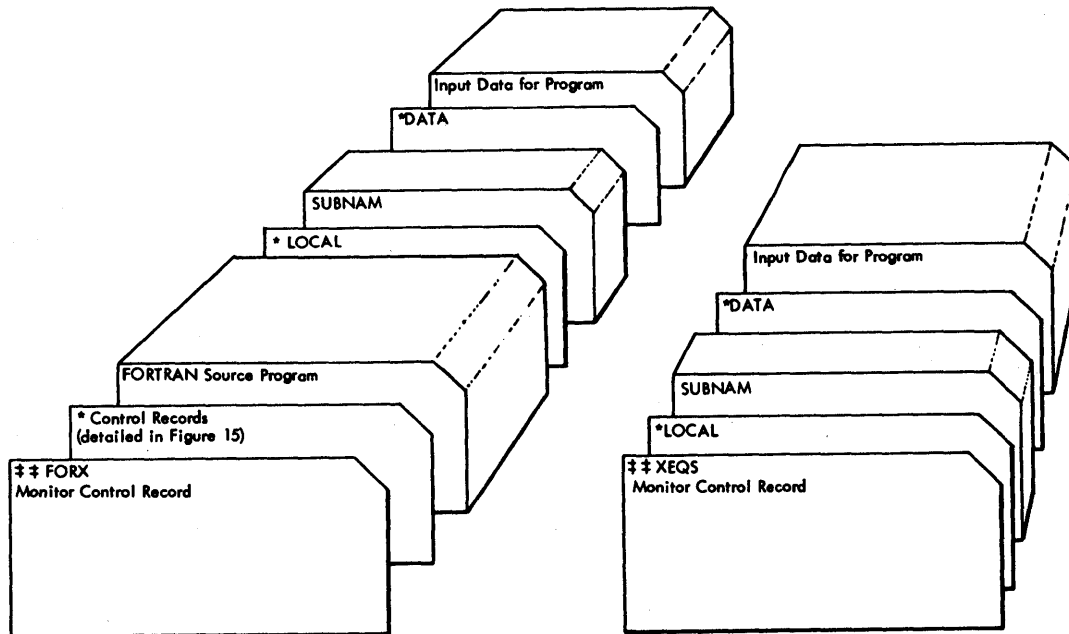 Input Data for Program
*DATA
SUBNAM
* LOCAL
FORTRAN Source Program
* Control Records
(detailed in Figure 15)
‡ ‡ FORX
Monitor Control Record
Input Data for Program
*DATA
SUBNAM
*LOCAL
‡ ‡ XEQS
Monitor Control Record